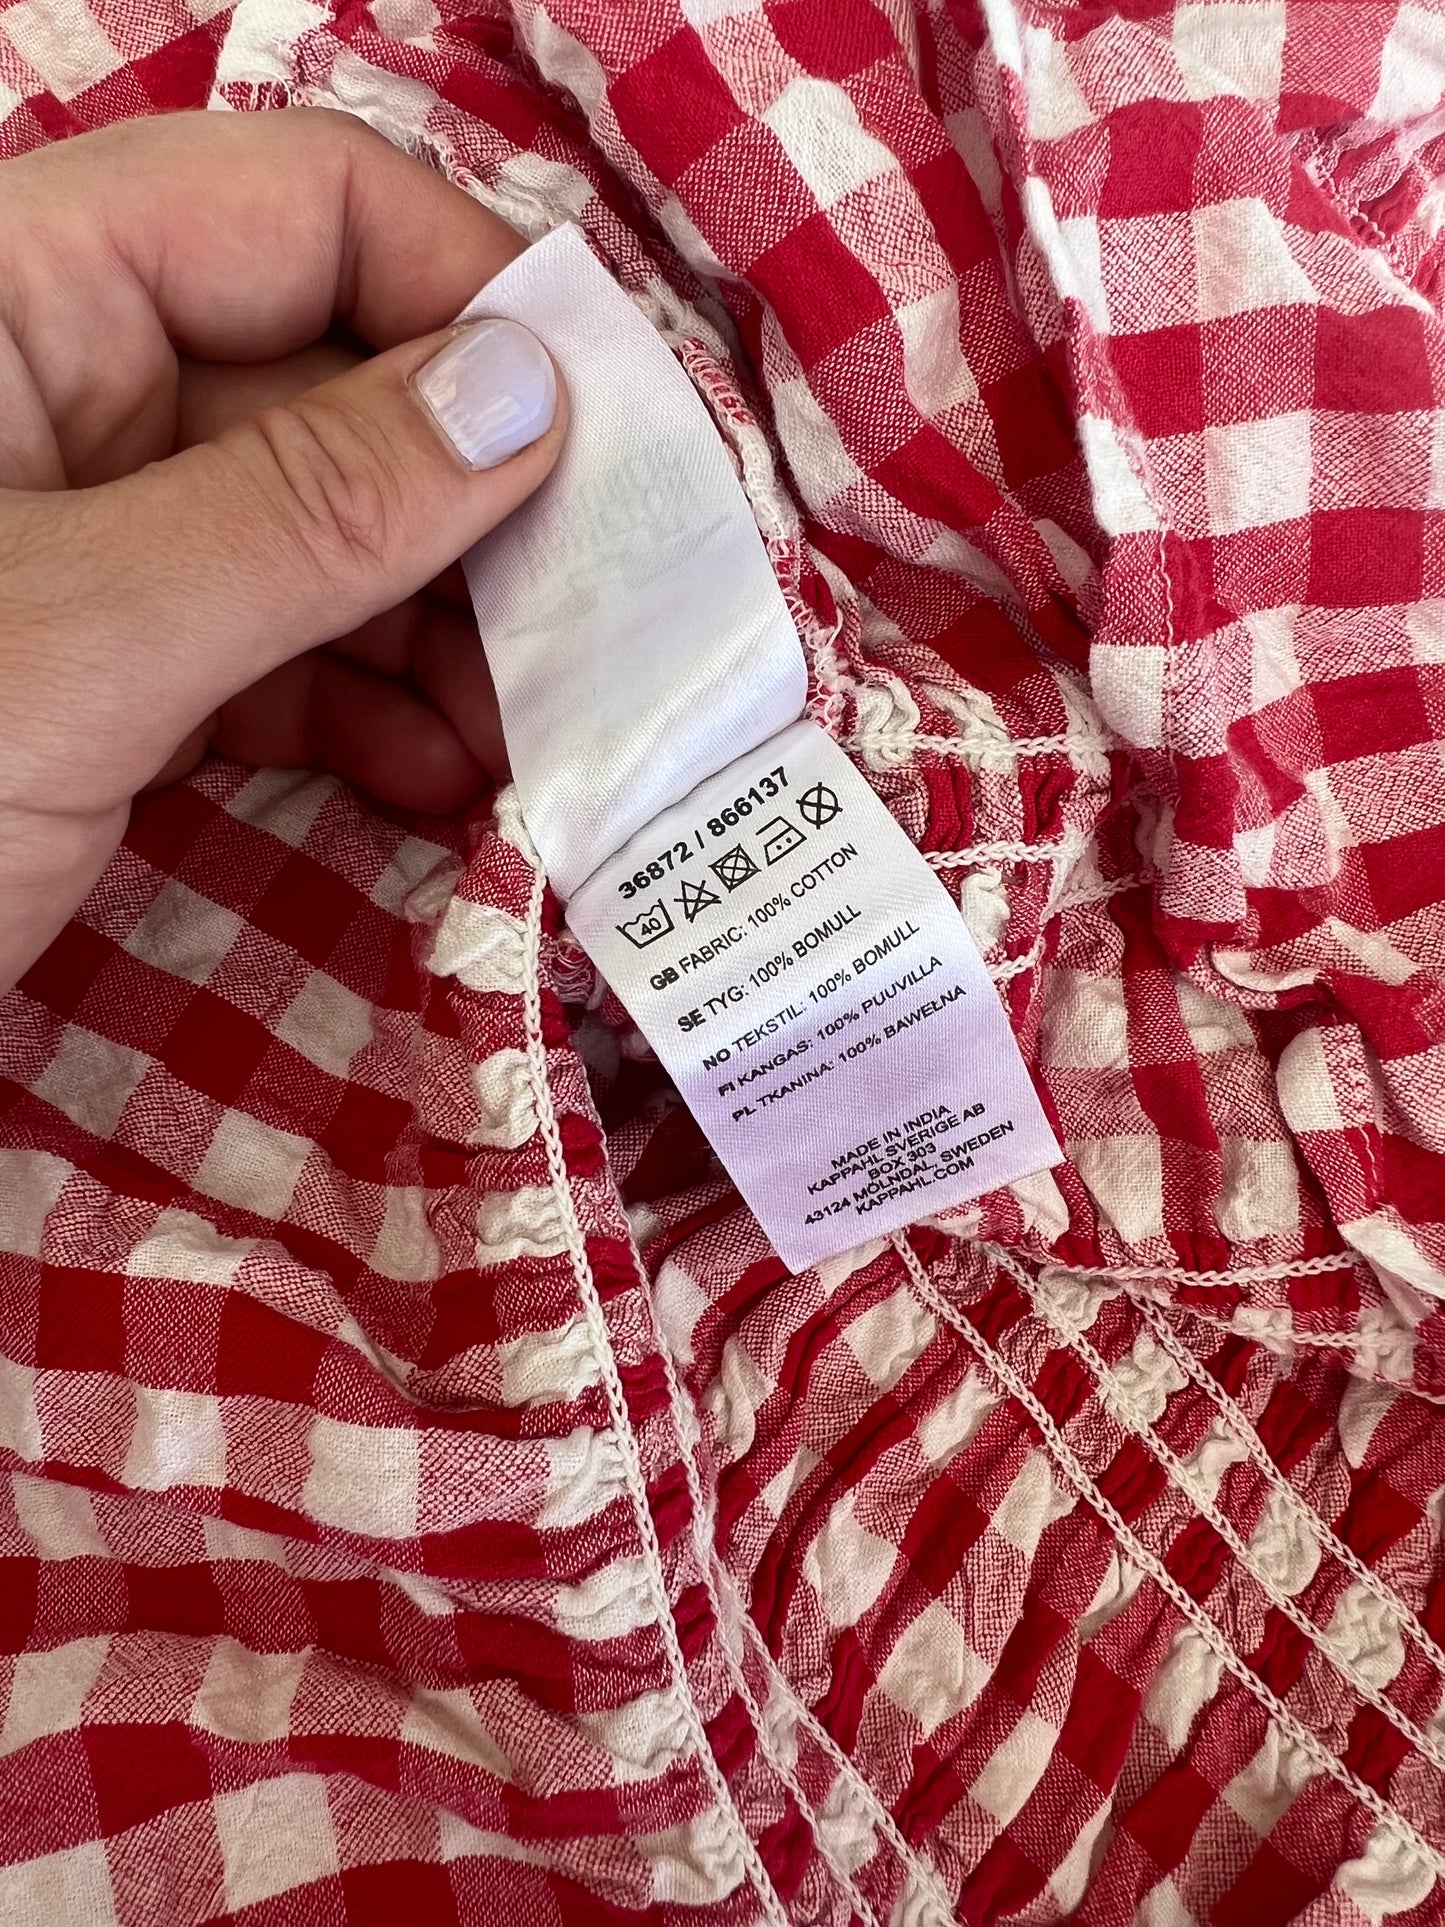 36872 / 866137
40
GB FABRIC: 100% COTTON
SE TYG: 100% BOMULL
NO TEKSTIL: 100% BOMULL
FI KANGAS: 100% PUUVILLA
PL TKANINA: 100% BAWEŁNA
MADE IN INDIA
KAPPAHL SVERIGE AB
BOX 303
43124 MÖLNDAL, SWEDEN
KAPPAHL.COM